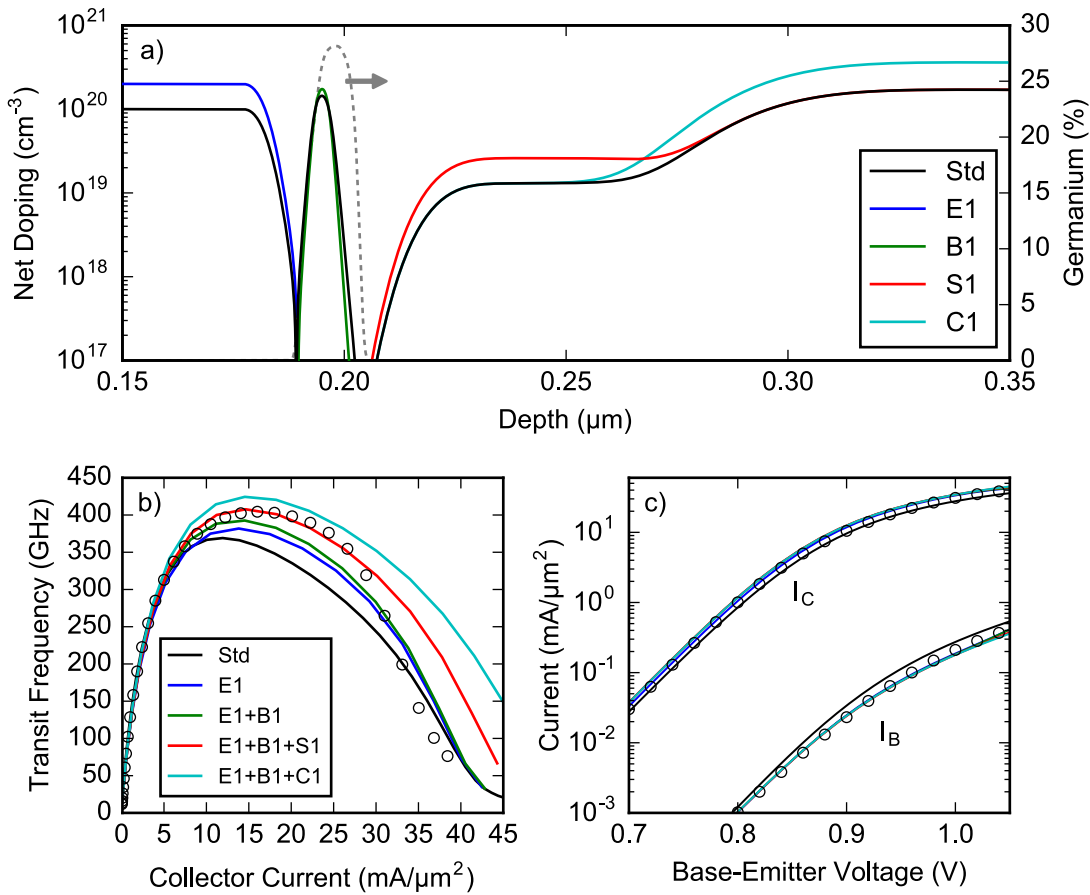 a)
10^21
10^20
10^19
10^18
10^17
Net Doping (cm^-3)
30
25
20
15
10
5
0
Germanium (%)
Std
E1
B1
S1
C1
0.15
0.20
0.25
0.30
0.35
Depth (μm)
b)
450
400
350
300
250
200
150
100
50
0
Transit Frequency (GHz)
Std
E1
E1+B1
E1+B1+S1
E1+B1+C1
0
5
10
15
20
25
30
35
40
45
Collector Current (mA/μm²)
c)
10^1
10^0
10^-1
10^-2
10^-3
Current (mA/μm²)
I_C
I_B
0.7
0.8
0.9
1.0
Base-Emitter Voltage (V)